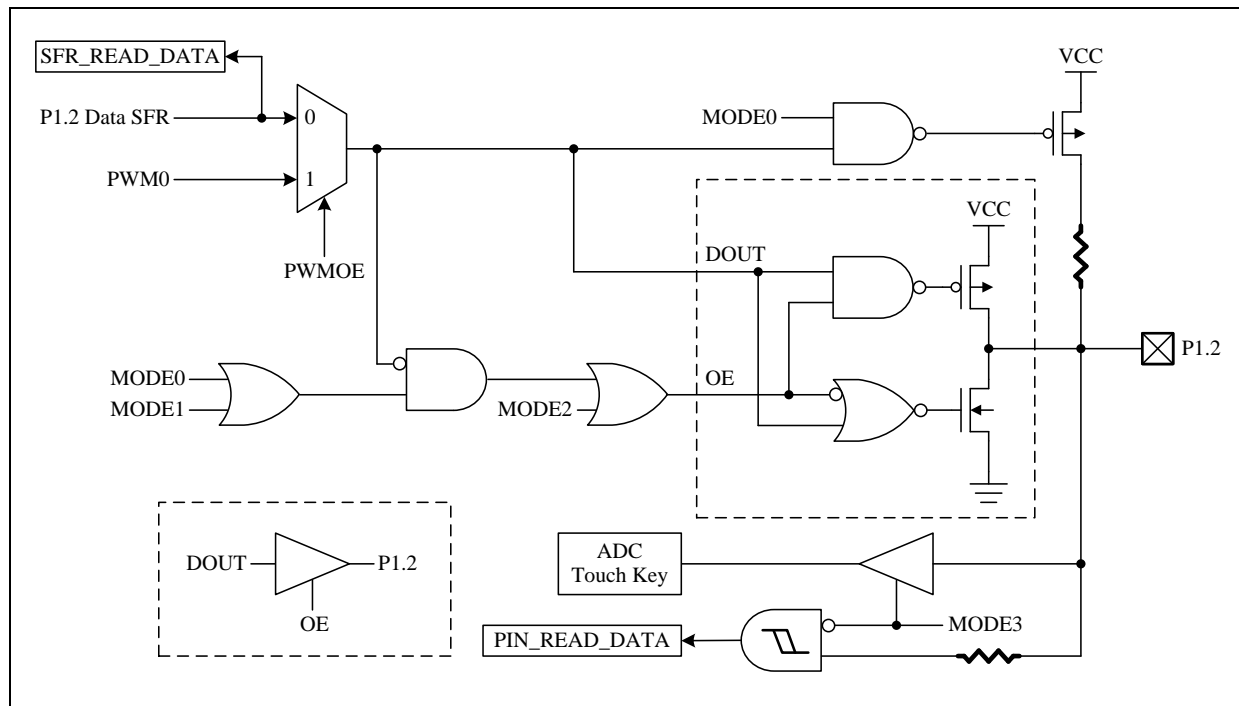 SFR_READ_DATA
VCC
P1.2 Data SFR
0
MODE0
PWM0
1
VCC
PWMOE
DOUT
P1.2
MODE0
MODE1
MODE2
OE
DOUT
P1.2
OE
ADC
Touch Key
MODE3
PIN_READ_DATA